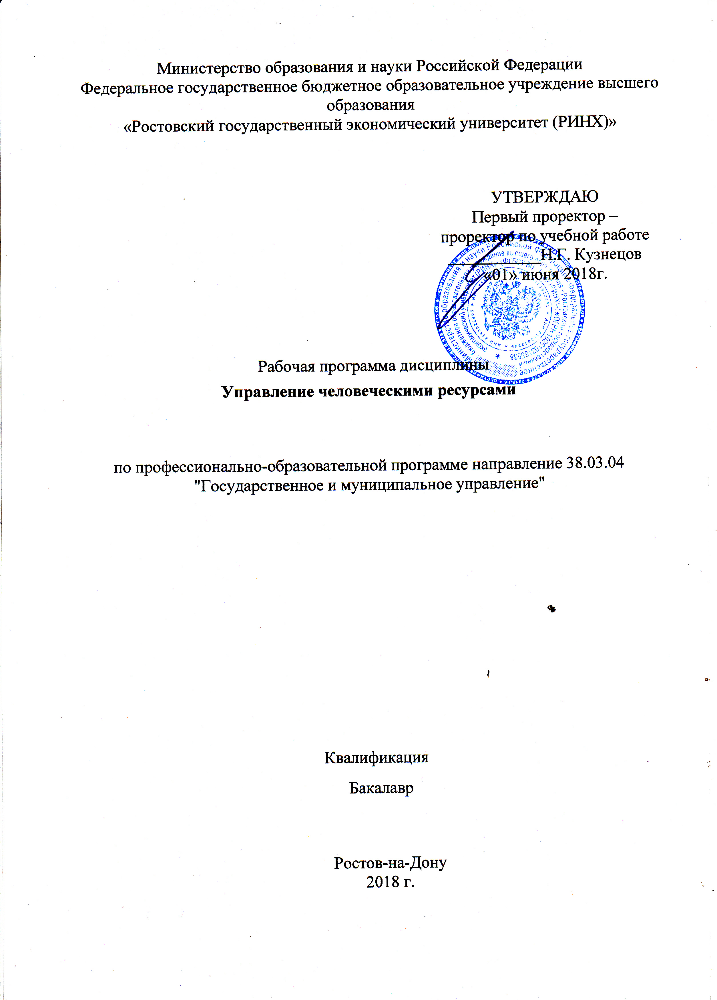 Министерство образования и науки Российской Федерации
Федеральное государственное бюджетное образовательное учреждение высшего
образования
«Ростовский государственный экономический университет (РИНХ)»
УТВЕРЖДАЮ
Первый проректор –
проректор по учебной работе
Н.Г. Кузнецов
«01» июня 2018г.
Рабочая программа дисциплины
Управление человеческими ресурсами
по профессионально-образовательной программе направление 38.03.04
"Государственное и муниципальное управление"
Квалификация
Бакалавр
Ростов-на-Дону
2018 г.